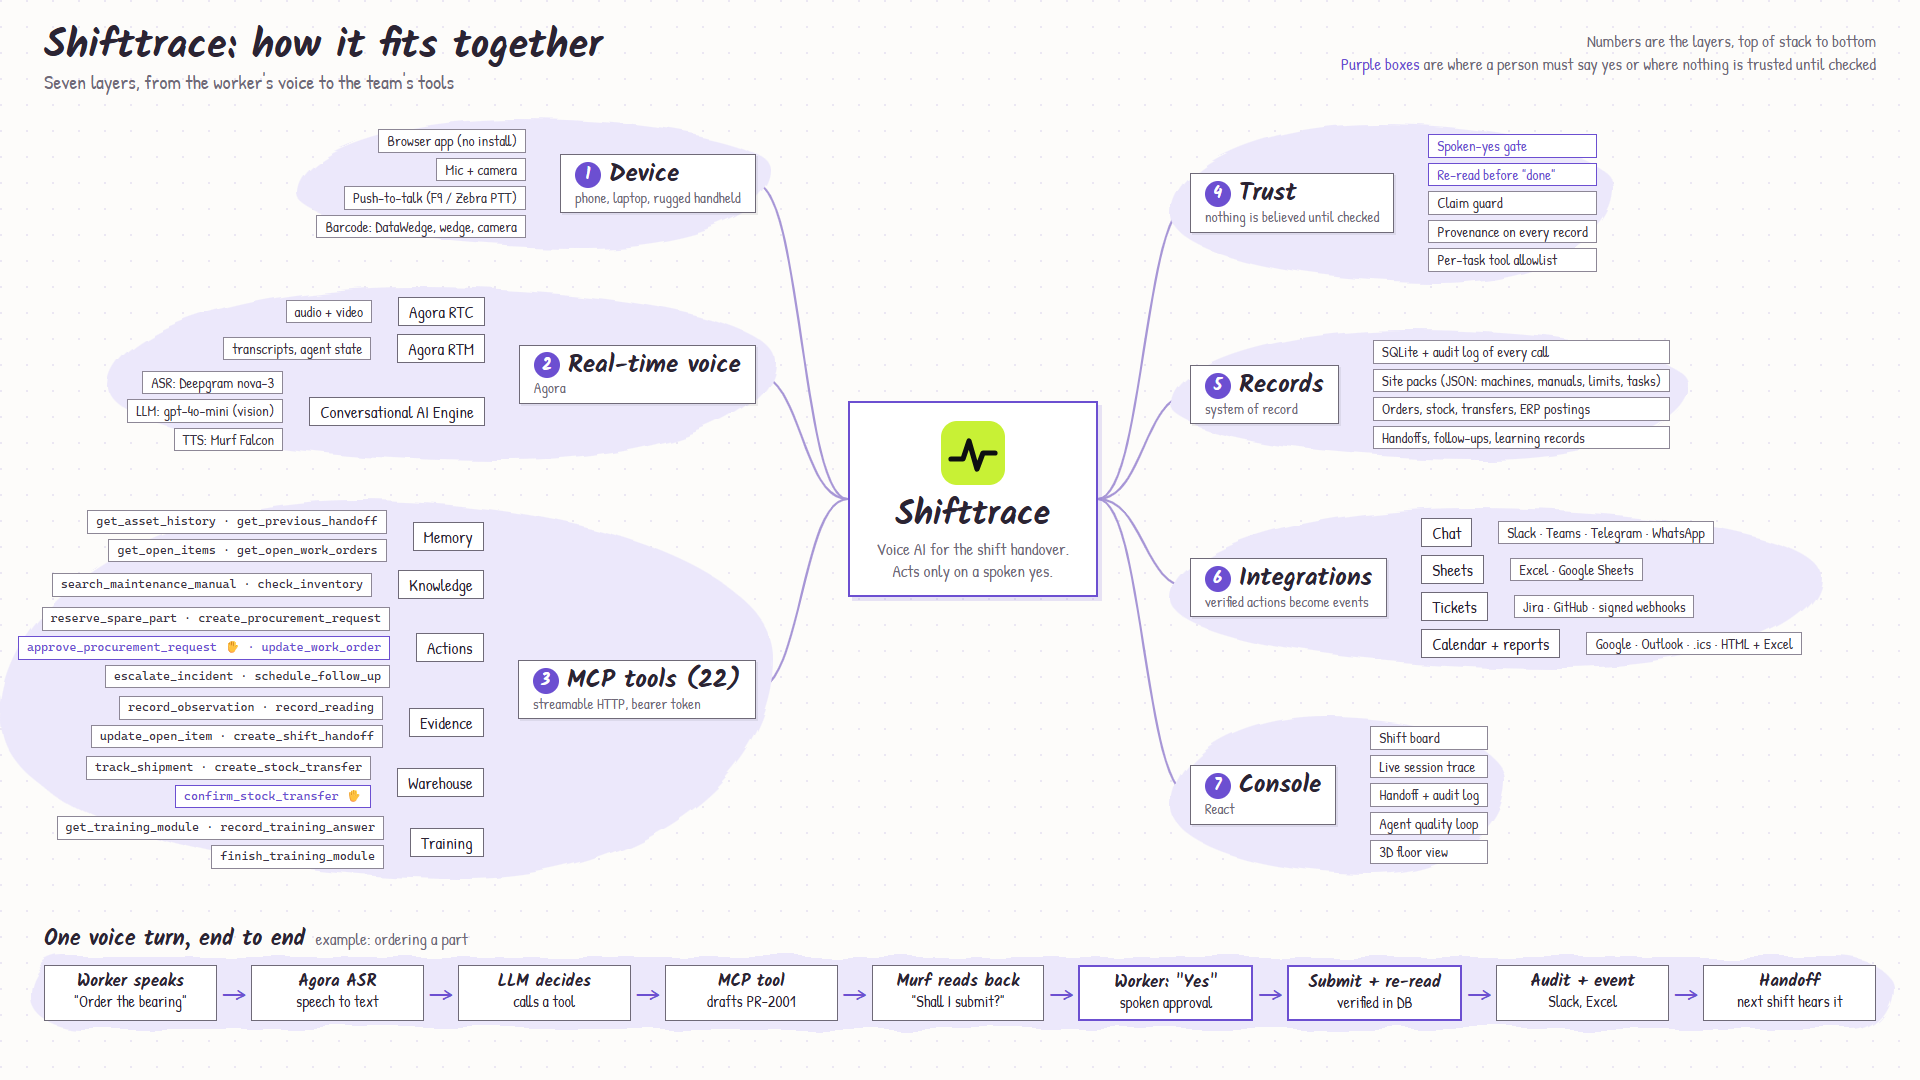 Shifttrace: how it fits together
Seven layers, from the worker's voice to the team's tools
Numbers are the layers, top of stack to bottom
Purple boxes are where a person must say yes or where nothing is trusted until checked
Browser app (no install)
Mic + camera
Push-to-talk (F9 / Zebra PTT)
Barcode: DataWedge, wedge, camera
1 Device
phone, laptop, rugged handheld
audio + video
Agora RTC
transcripts, agent state
Agora RTM
ASR: Deepgram nova-3
LLM: gpt-4o-mini (vision)
TTS: Murf Falcon
Conversational AI Engine
2 Real-time voice
Agora
get_asset_history · get_previous_handoff
get_open_items · get_open_work_orders
Memory
search_maintenance_manual · check_inventory
Knowledge
reserve_spare_part · create_procurement_request
approve_procurement_request ✋ · update_work_order
escalate_incident · schedule_follow_up
Actions
record_observation · record_reading
update_open_item · create_shift_handoff
Evidence
track_shipment · create_stock_transfer
confirm_stock_transfer ✋
Warehouse
get_training_module · record_training_answer
finish_training_module
Training
3 MCP tools (22)
streamable HTTP, bearer token
Shifttrace
Voice AI for the shift handover.
Acts only on a spoken yes.
4 Trust
nothing is believed until checked
Spoken-yes gate
Re-read before "done"
Claim guard
Provenance on every record
Per-task tool allowlist
5 Records
system of record
SQLite + audit log of every call
Site packs (JSON: machines, manuals, limits, tasks)
Orders, stock, transfers, ERP postings
Handoffs, follow-ups, learning records
6 Integrations
verified actions become events
Chat
Slack · Teams · Telegram · WhatsApp
Sheets
Excel · Google Sheets
Tickets
Jira · GitHub · signed webhooks
Calendar + reports
Google · Outlook · .ics · HTML + Excel
7 Console
React
Shift board
Live session trace
Handoff + audit log
Agent quality loop
3D floor view
One voice turn, end to end example: ordering a part
Worker speaks
"Order the bearing"
Agora ASR
speech to text
LLM decides
calls a tool
MCP tool
drafts PR-2001
Murf reads back
"Shall I submit?"
Worker: "Yes"
spoken approval
Submit + re-read
verified in DB
Audit + event
Slack, Excel
Handoff
next shift hears it